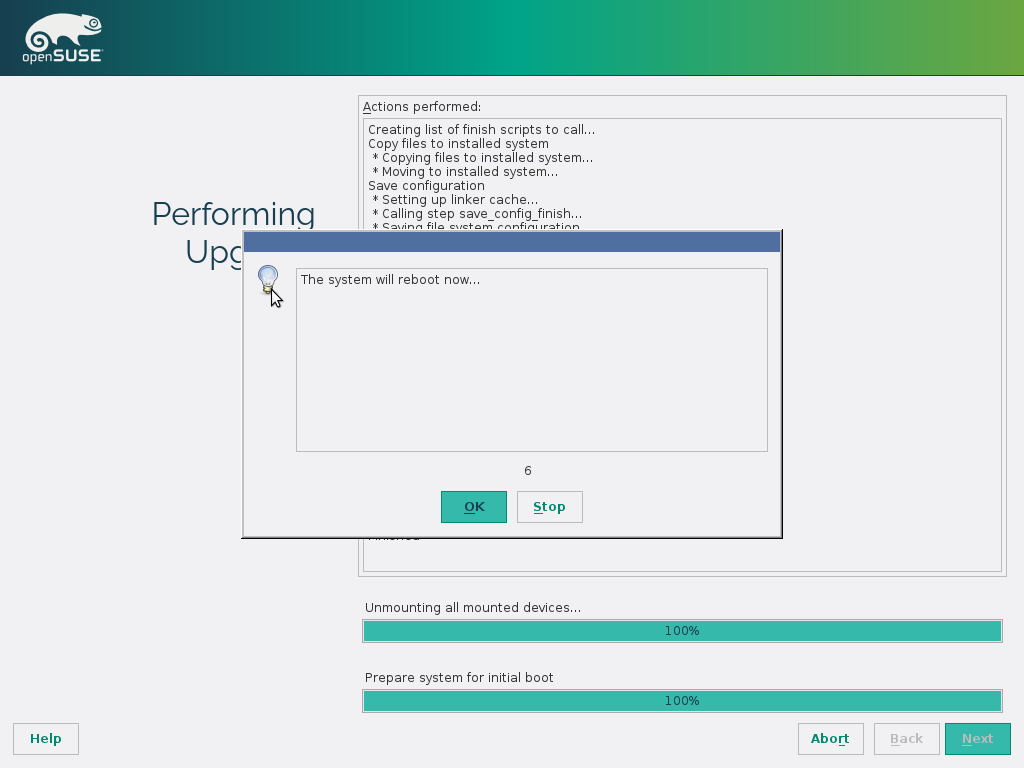 openSUSE
Performing
Upg
Actions performed:
Creating list of finish scripts to call...
Copy files to installed system
* Copying files to installed system...
* Moving to installed system...
Save configuration
* Setting up linker cache...
* Calling step save_config_finish...
* Saving file system configuration
The system will reboot now...
6
OK
Stop
Finished
Unmounting all mounted devices...
100%
Prepare system for initial boot
100%
Help
Abort
Back
Next